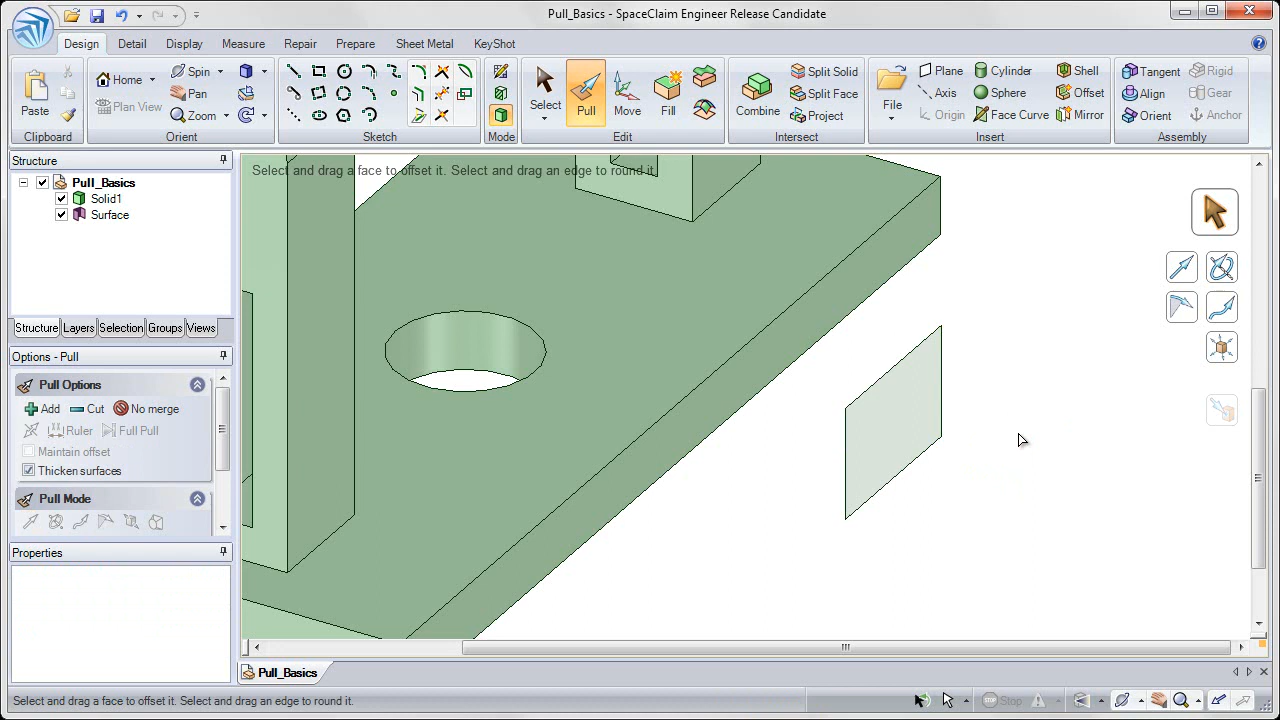 Pull_Basics - SpaceClaim Engineer Release Candidate
Design Detail Display Measure Repair Prepare Assembly Sheet Metal KeyShot
Home Spin Plan View Pan Zoom
Paste
Select Pull Move Fill
Combine Split Solid Split Face Project
File Plane Axis Origin Cylinder Sphere Face Curve Shell Offset Mirror
Tangent Align Orient Rigid Gear Anchor
Clipboard Orient Sketch Mode Edit Intersect Insert Assembly
Structure
Pull_Basics
Solid1
Surface
Structure Layers Selection Groups Views
Options - Pull
Pull Options
Add Cut No merge
Ruler Full Pull
Maintain offset
Thicken surfaces
Pull Mode
Properties
Select and drag a face to offset it. Select and drag an edge to round it.
Pull_Basics
Select and drag a face to offset it. Select and drag an edge to round it.
Stop